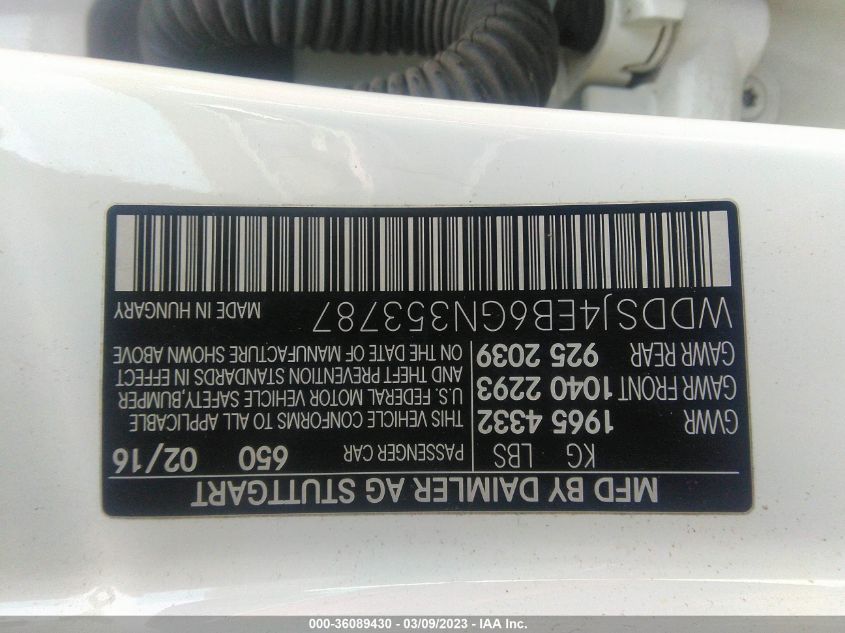 MFD BY DAIMLER AG STUTTGART
KG LBS PASSENGER CAR 650 02/16
GVWR 1965 4332 THIS VEHICLE CONFORMS TO ALL APPLICABLE
U.S. FEDERAL MOTOR VEHICLE SAFETY,BUMPER
GAWR FRONT 1040 2293 AND THEFT PREVENTION STANDARDS IN EFFECT
GAWR REAR 925 2039 ON THE DATE OF MANUFACTURE SHOWN ABOVE
WDDSJ4EB6GN353787 MADE IN HUNGARY
000-36089430 - 03/09/2023 - IAA Inc.